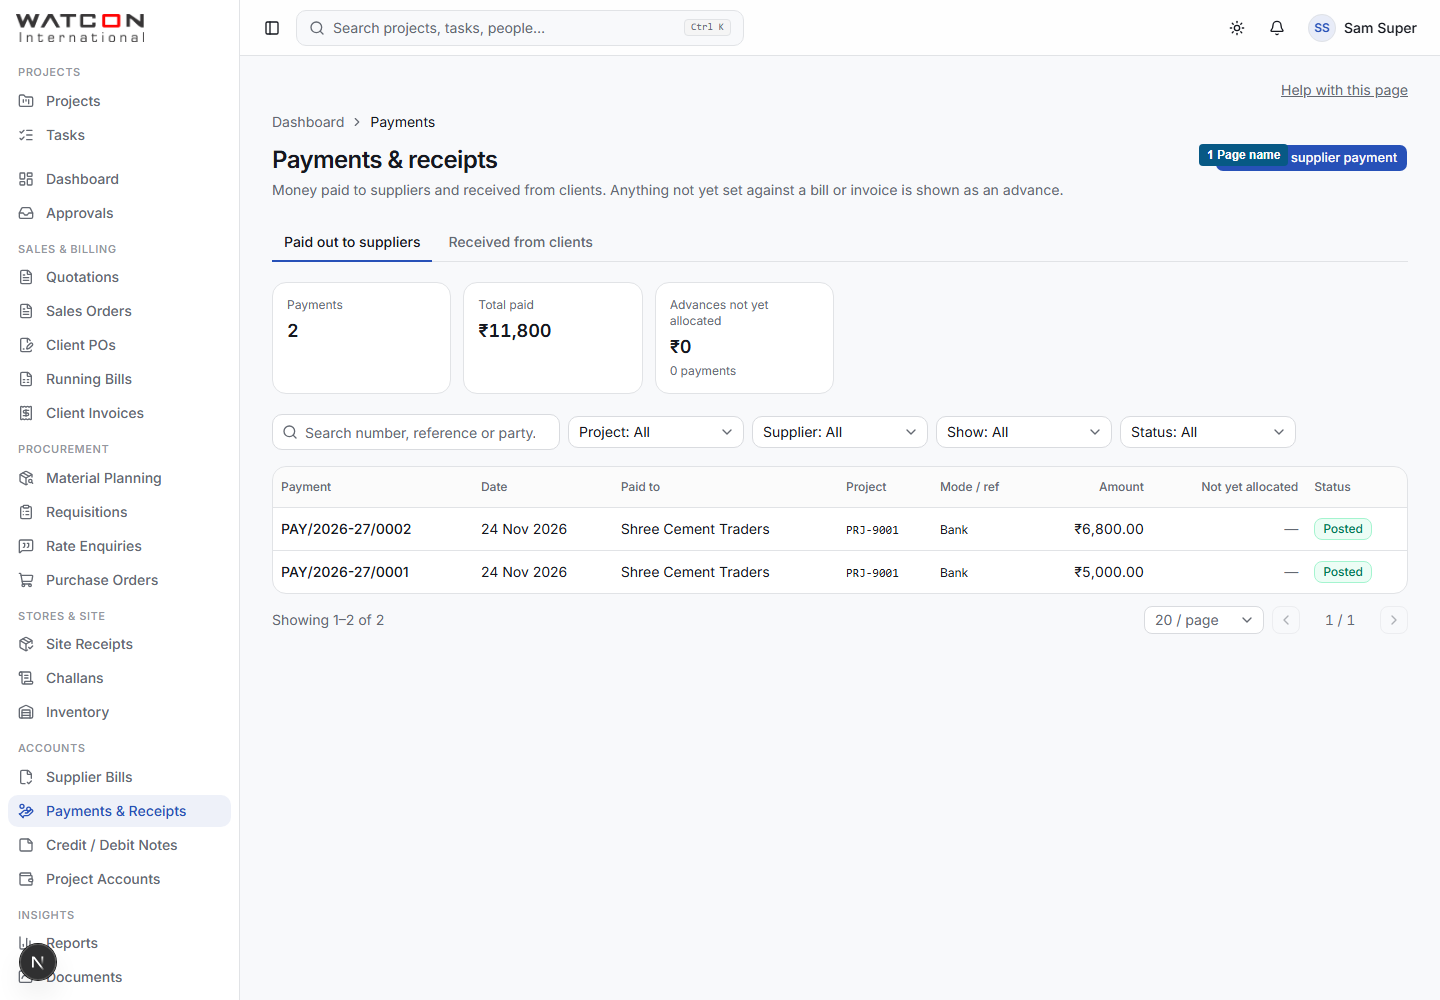 WATCON
International
PROJECTS
Projects
Tasks
Dashboard
Approvals
SALES & BILLING
Quotations
Sales Orders
Client POs
Running Bills
Client Invoices
PROCUREMENT
Material Planning
Requisitions
Rate Enquiries
Purchase Orders
STORES & SITE
Site Receipts
Challans
Inventory
ACCOUNTS
Supplier Bills
Payments & Receipts
Credit / Debit Notes
Project Accounts
INSIGHTS
Reports
Documents
N
Search projects, tasks, people...
Ctrl K
SS Sam Super
Help with this page
Dashboard > Payments
Payments & receipts
1 Page name supplier payment
Money paid to suppliers and received from clients. Anything not yet set against a bill or invoice is shown as an advance.
Paid out to suppliers Received from clients
Payments
2
Total paid
₹11,800
Advances not yet
allocated
₹0
0 payments
Search number, reference or party.
Project: All
Supplier: All
Show: All
Status: All
Payment Date Paid to Project Mode / ref Amount Not yet allocated Status
PAY/2026-27/0002 24 Nov 2026 Shree Cement Traders PRJ-9001 Bank ₹6,800.00 — Posted
PAY/2026-27/0001 24 Nov 2026 Shree Cement Traders PRJ-9001 Bank ₹5,000.00 — Posted
Showing 1–2 of 2
20 / page
1 / 1